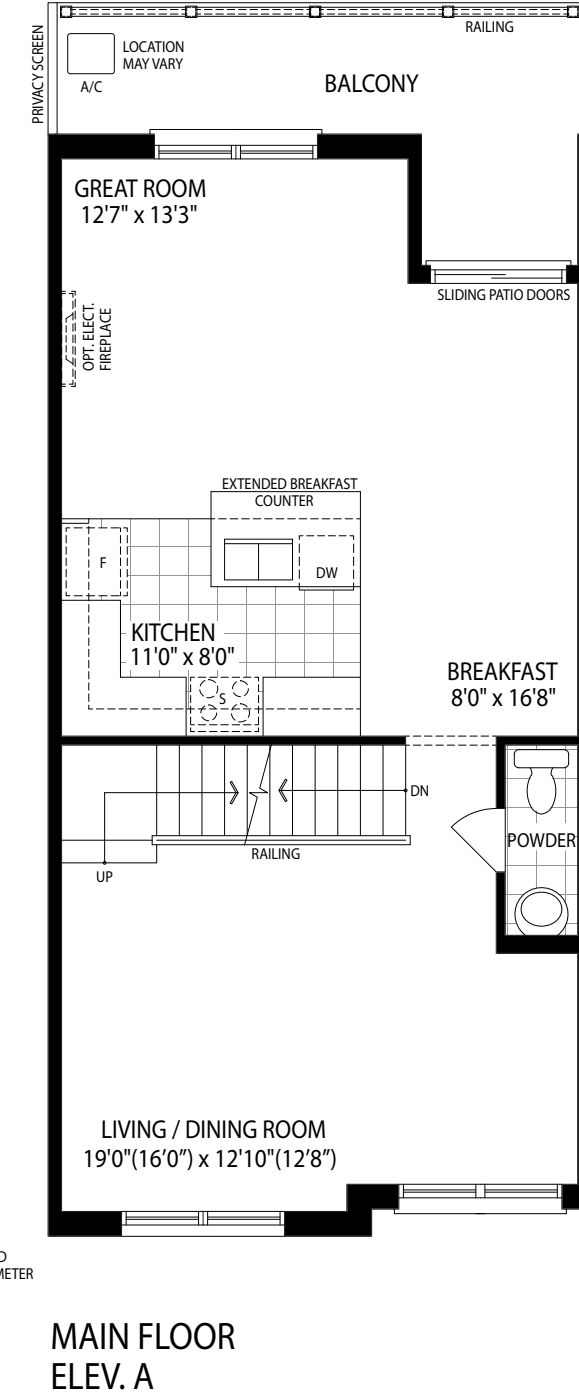 RAILING
PRIVACY SCREEN
LOCATION
MAY VARY
A/C
BALCONY
GREAT ROOM
12'7" x 13'3"
SLIDING PATIO DOORS
OPT. ELECT.
FIREPLACE
EXTENDED BREAKFAST
COUNTER
F
DW
KITCHEN
11'0" x 8'0"
S
BREAKFAST
8'0" x 16'8"
DN
POWDER
RAILING
UP
LIVING / DINING ROOM
19'0"(16'0") x 12'10"(12'8")
D
METER
MAIN FLOOR
ELEV. A